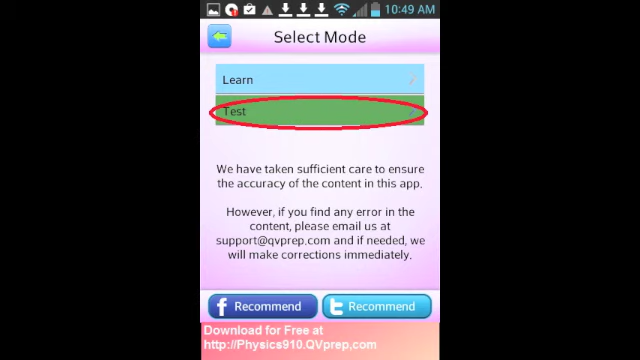 10:49 AM
Select Mode
Learn
Test
We have taken sufficient care to ensure
the accuracy of the content in this app.
However, if you find any error in the
content, please email us at
support@qvprep.com and if needed, we
will make corrections immediately.
f Recommend
t Recommend
Download for Free at
http://Physics910.QVprep,com